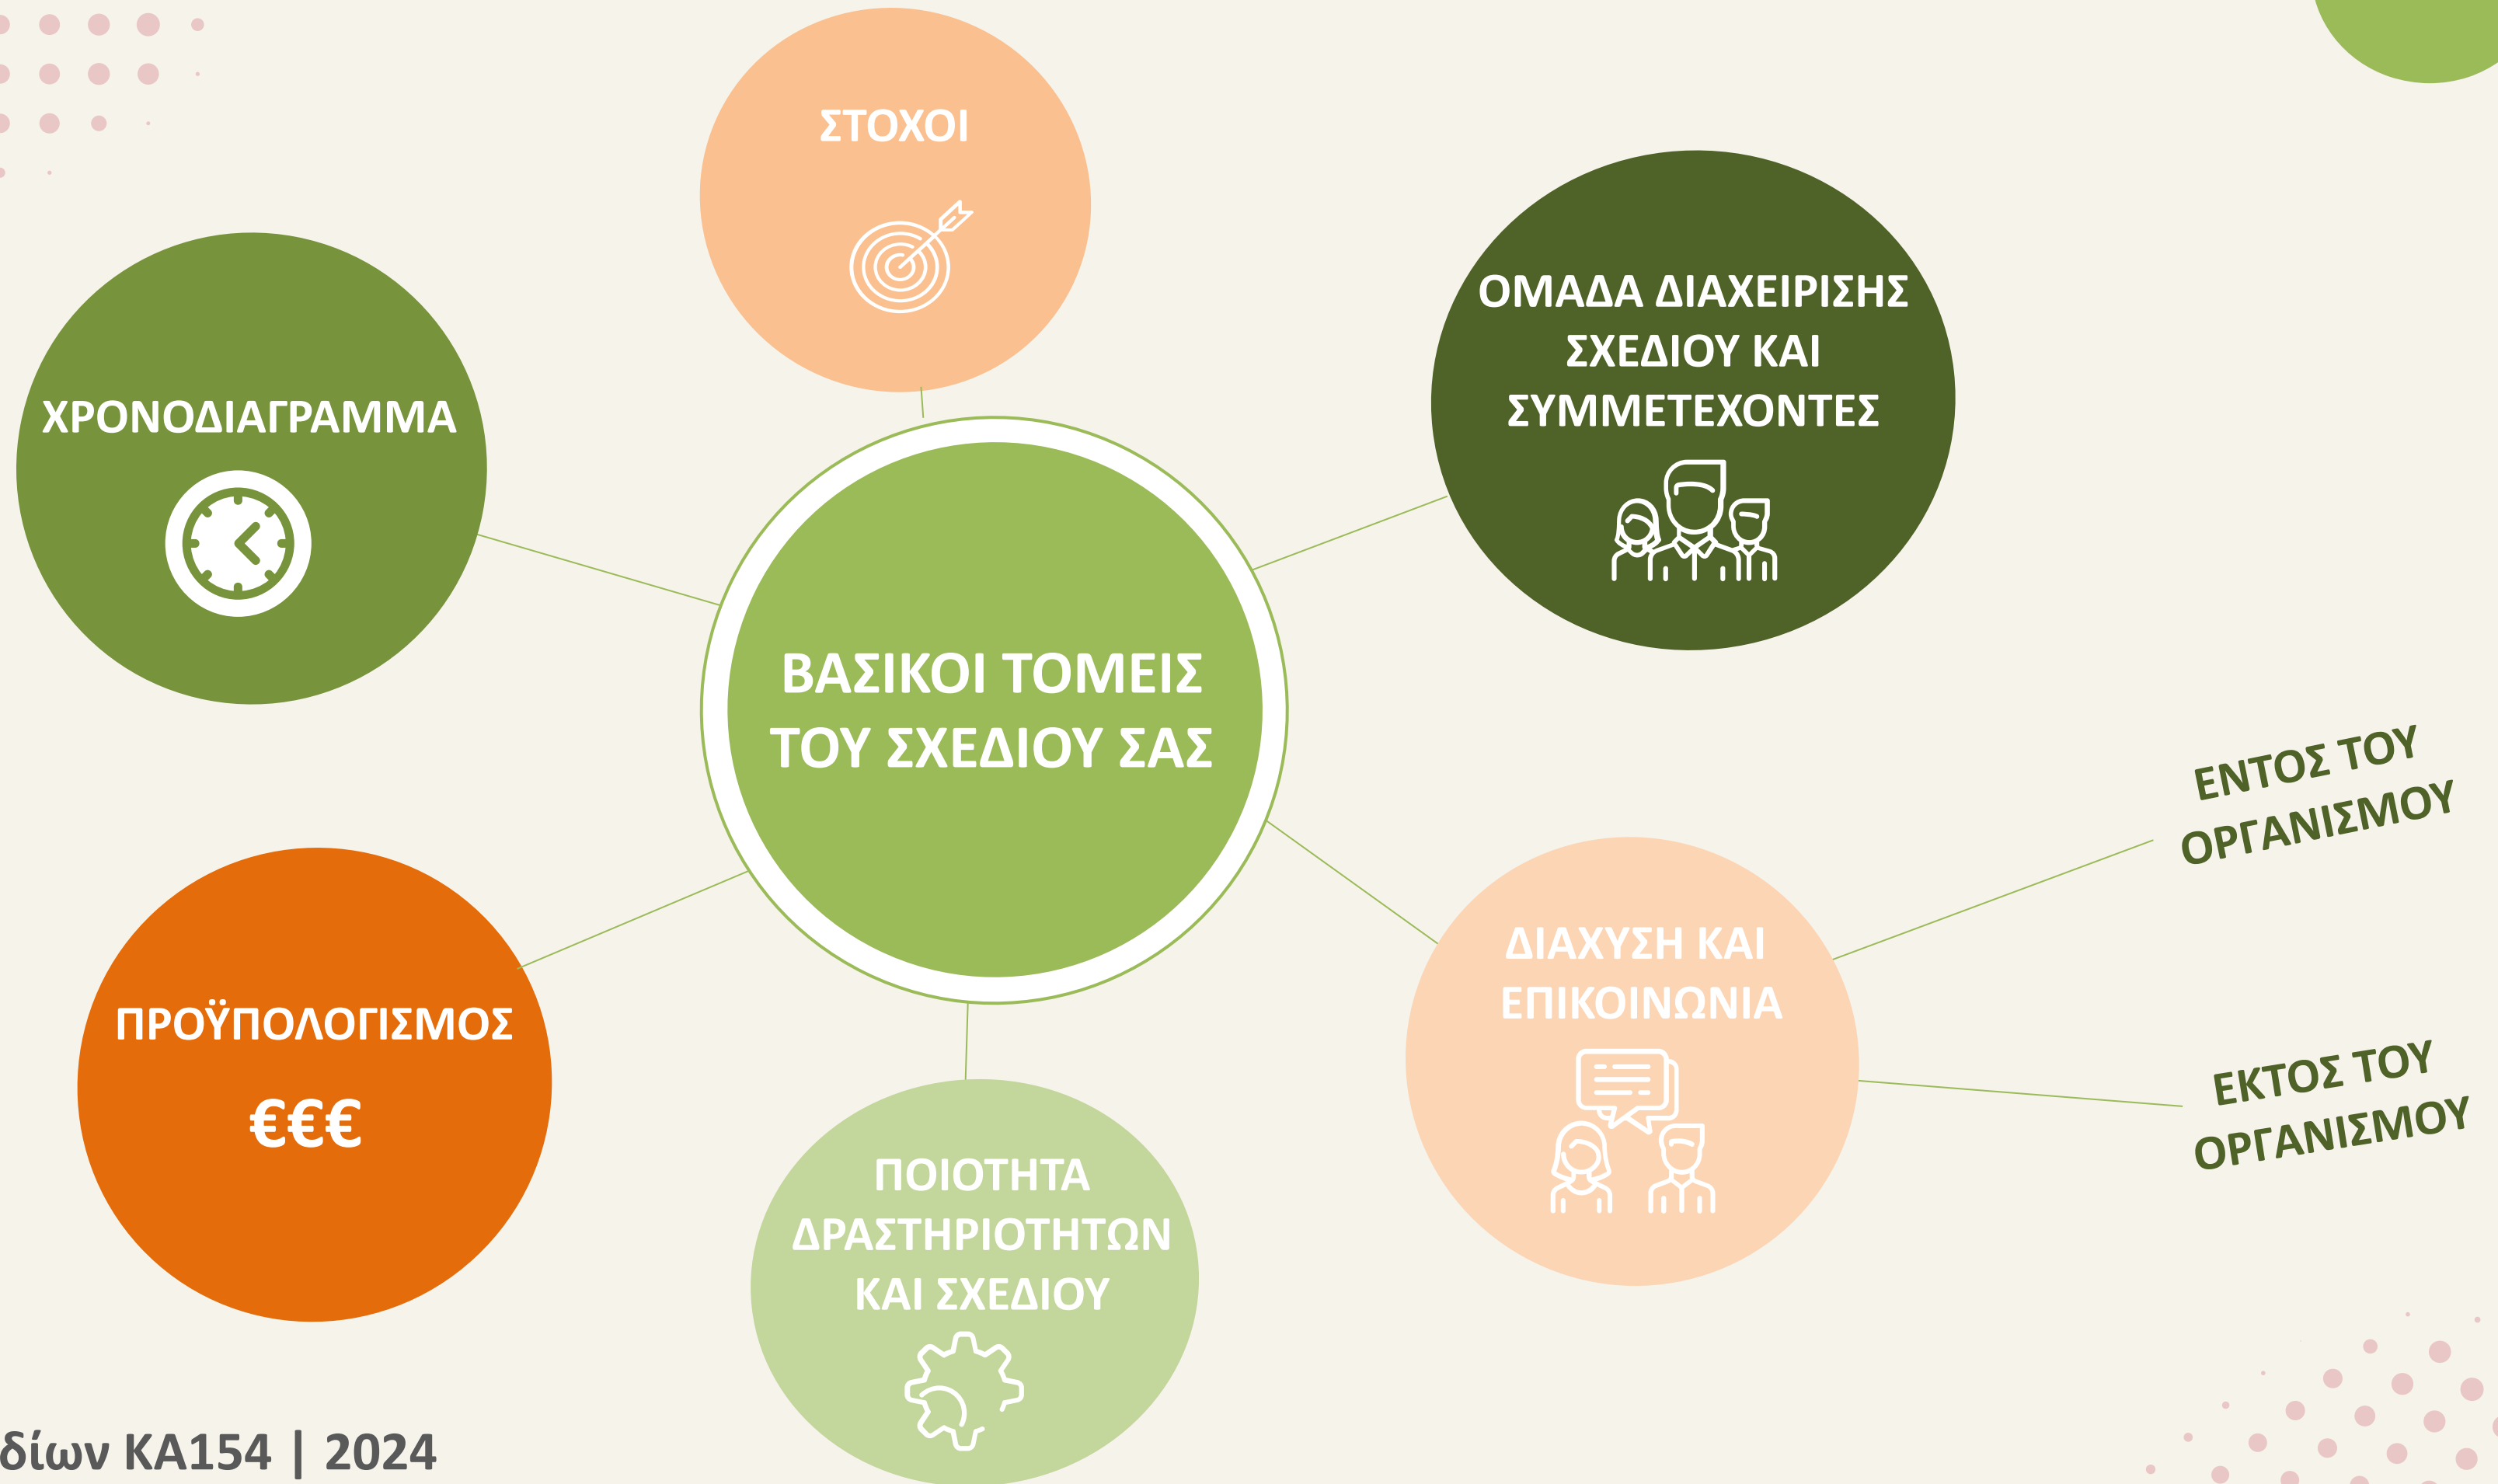 ΣΤΟΧΟΙ
ΟΜΑΔΑ ΔΙΑΧΕΙΡΙΣΗΣ
ΣΧΕΔΙΟΥ ΚΑΙ
ΣΥΜΜΕΤΕΧΟΝΤΕΣ
ΧΡΟΝΟΔΙΑΓΡΑΜΜΑ
ΒΑΣΙΚΟΙ ΤΟΜΕΙΣ
ΤΟΥ ΣΧΕΔΙΟΥ ΣΑΣ
ΕΝΤΟΣ ΤΟΥ
ΟΡΓΑΝΙΣΜΟΥ
ΔΙΑΧΥΣΗ ΚΑΙ
ΕΠΙΚΟΙΝΩΝΙΑ
ΕΚΤΟΣ ΤΟΥ
ΟΡΓΑΝΙΣΜΟΥ
ΠΡΟΫΠΟΛΟΓΙΣΜΟΣ
€€€
ΠΟΙΟΤΗΤΑ
ΔΡΑΣΤΗΡΙΟΤΗΤΩΝ
ΚΑΙ ΣΧΕΔΙΟΥ
δίων ΚΑ154 | 2024